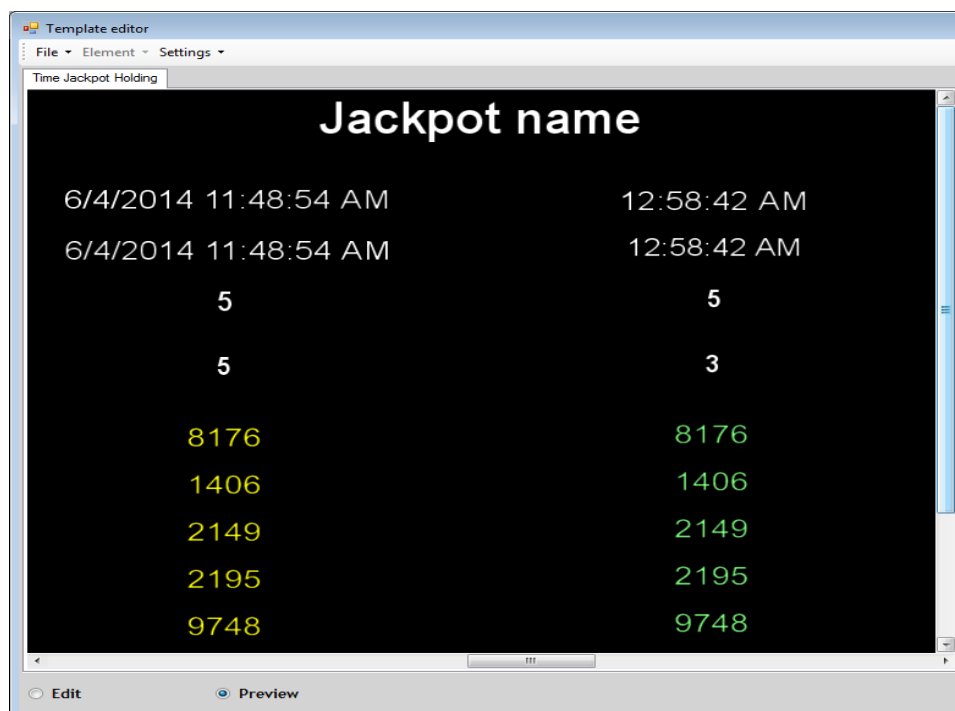 Template editor
File Element Settings
Time Jackpot Holding
Jackpot name
6/4/2014 11:48:54 AM 12:58:42 AM
6/4/2014 11:48:54 AM 12:58:42 AM
5 5
5 3
8176 8176
1406 1406
2149 2149
2195 2195
9748 9748
Edit Preview